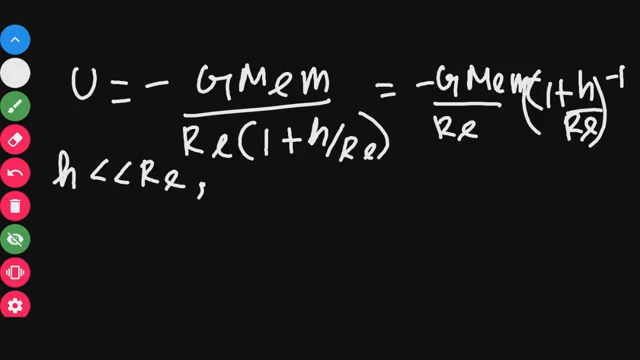 U = - GMem / Re(1 + h/Re) = -GMem / Re (1 + h/Re)^-1
h << Re,